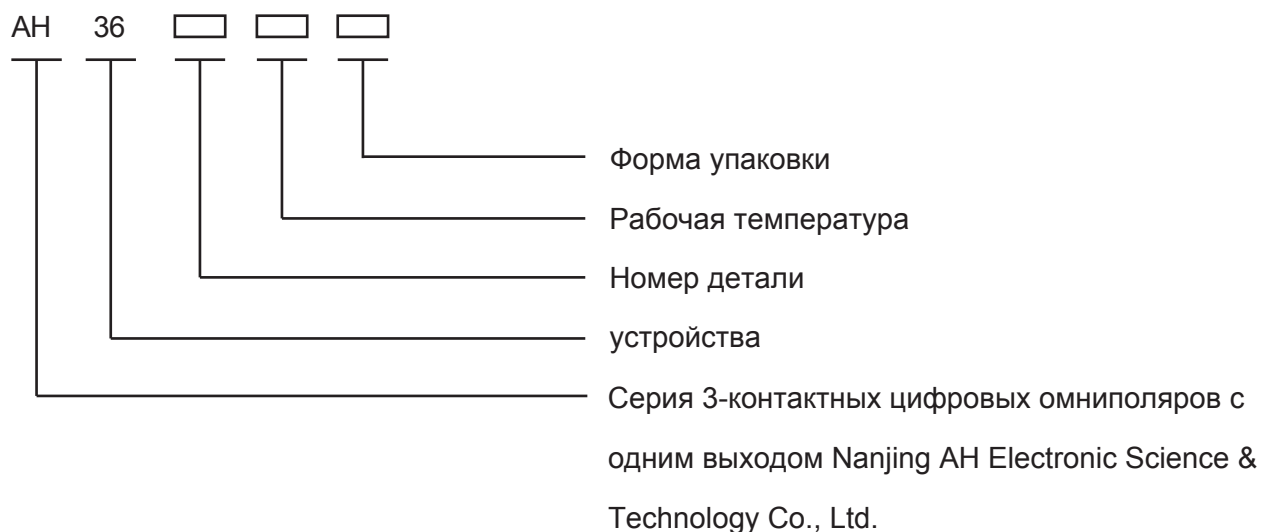 AH 36
Форма упаковки
Рабочая температура
Номер детали
устройства
Серия 3-контактных цифровых омниполяров с
одним выходом Nanjing AH Electronic Science &
Technology Co., Ltd.